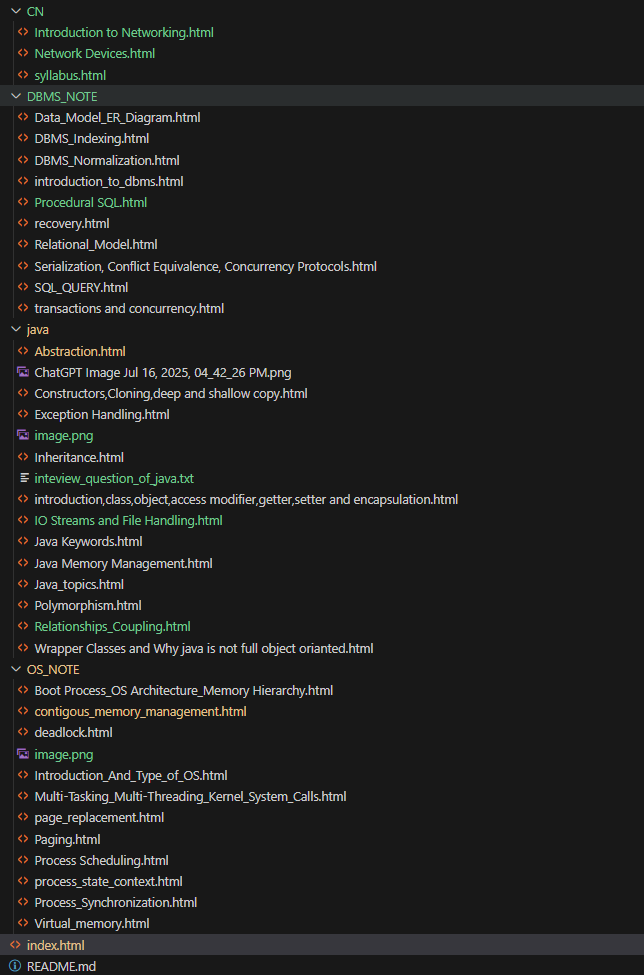 CN
Introduction to Networking.html
Network Devices.html
syllabus.html
DBMS_NOTE
Data_Model_ER_Diagram.html
DBMS_Indexing.html
DBMS_Normalization.html
introduction_to_dbms.html
Procedural SQL.html
recovery.html
Relational_Model.html
Serialization, Conflict Equivalence, Concurrency Protocols.html
SQL_QUERY.html
transactions and concurrency.html
java
Abstraction.html
ChatGPT Image Jul 16, 2025, 04_42_26 PM.png
Constructors,Cloning,deep and shallow copy.html
Exception Handling.html
image.png
Inheritance.html
inteview_question_of_java.txt
introduction,class,object,access modifier,getter,setter and encapsulation.html
IO Streams and File Handling.html
Java Keywords.html
Java Memory Management.html
Java_topics.html
Polymorphism.html
Relationships_Coupling.html
Wrapper Classes and Why java is not full object orianted.html
OS_NOTE
Boot Process_OS Architecture_Memory Hierarchy.html
contigous_memory_management.html
deadlock.html
image.png
Introduction_And_Type_of_OS.html
Multi-Tasking_Multi-Threading_Kernel_System_Calls.html
page_replacement.html
Paging.html
Process Scheduling.html
process_state_context.html
Process_Synchronization.html
Virtual_memory.html
index.html
README.md